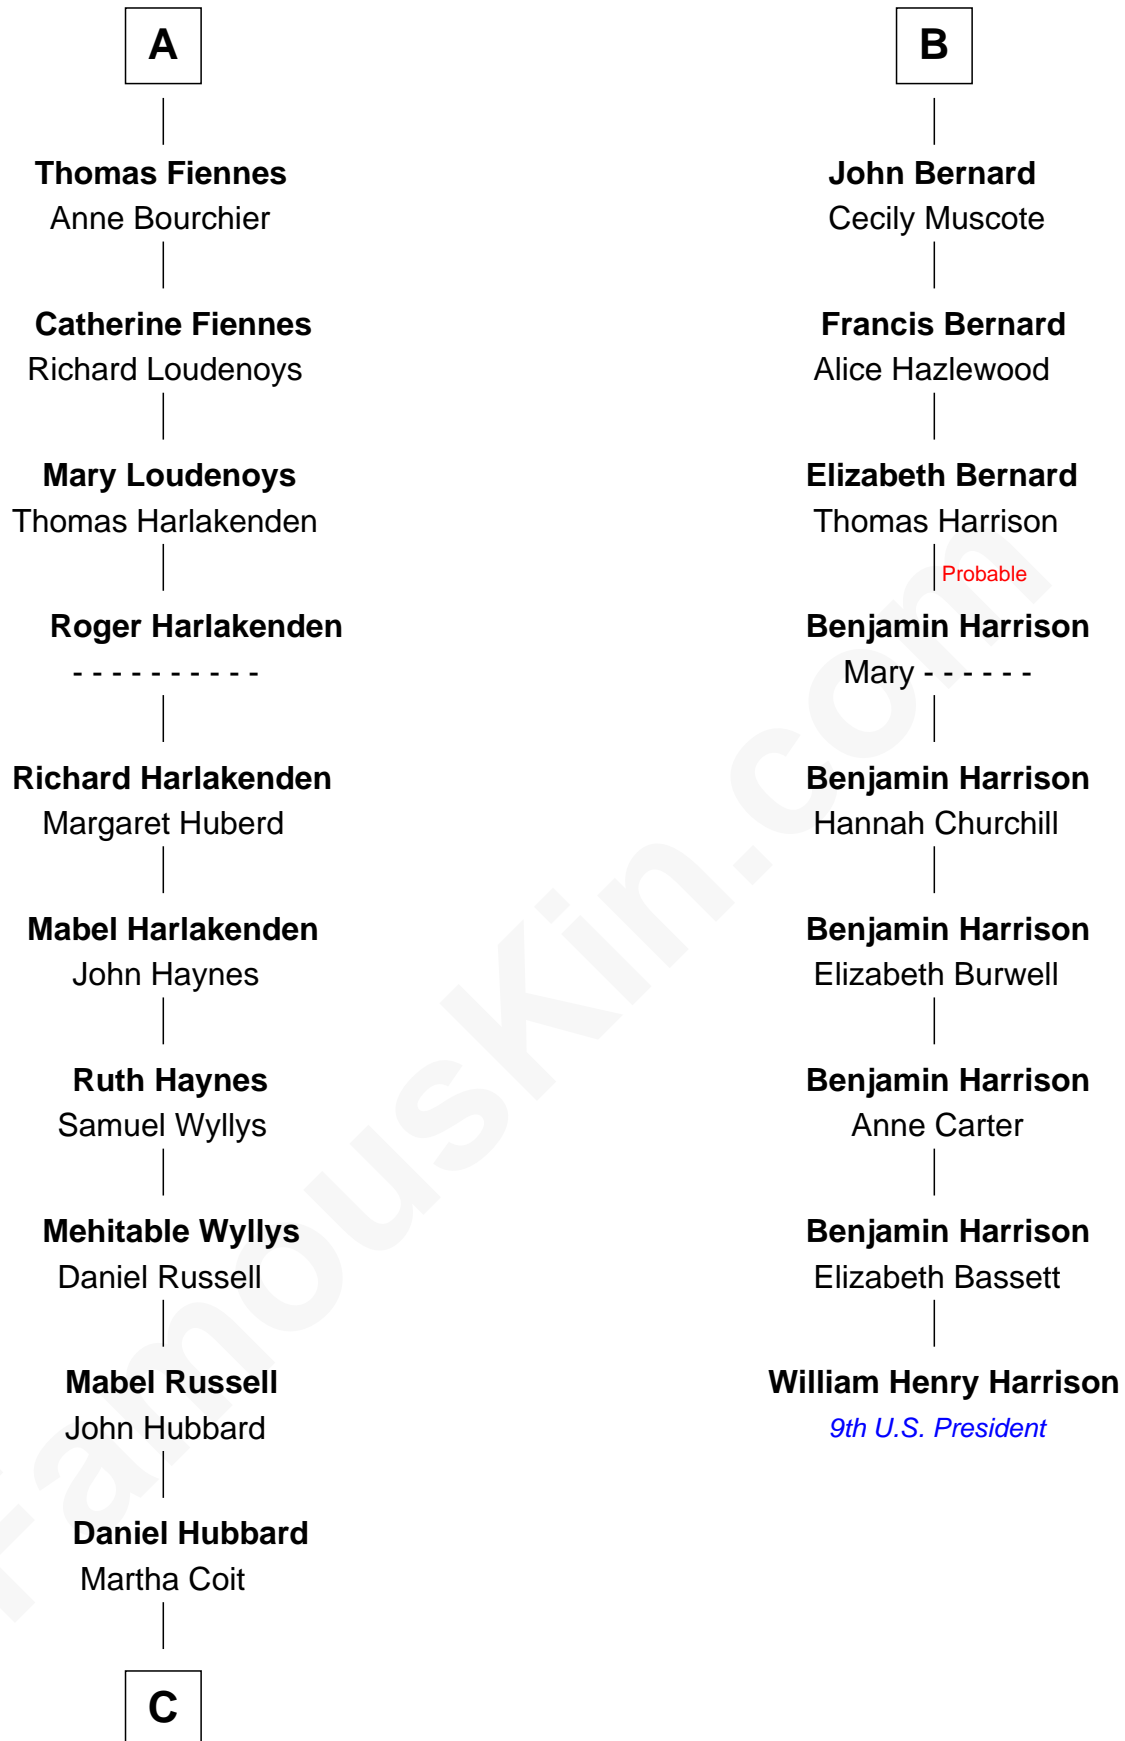 A
Thomas Fiennes
Anne Bourchier
Catherine Fiennes
Richard Loudenoys
Mary Loudenoys
Thomas Harlakenden
Roger Harlakenden
- - - - - - - - - -
Richard Harlakenden
Margaret Huberd
Mabel Harlakenden
John Haynes
Ruth Haynes
Samuel Wyllys
Mehitable Wyllys
Daniel Russell
Mabel Russell
John Hubbard
Daniel Hubbard
Martha Coit
C
B
John Bernard
Cecily Muscote
Francis Bernard
Alice Hazlewood
Elizabeth Bernard
Thomas Harrison
Probable
Benjamin Harrison
Mary - - - - - -
Benjamin Harrison
Hannah Churchill
Benjamin Harrison
Elizabeth Burwell
Benjamin Harrison
Anne Carter
Benjamin Harrison
Elizabeth Bassett
William Henry Harrison
9th U.S. President
FamousKin.com